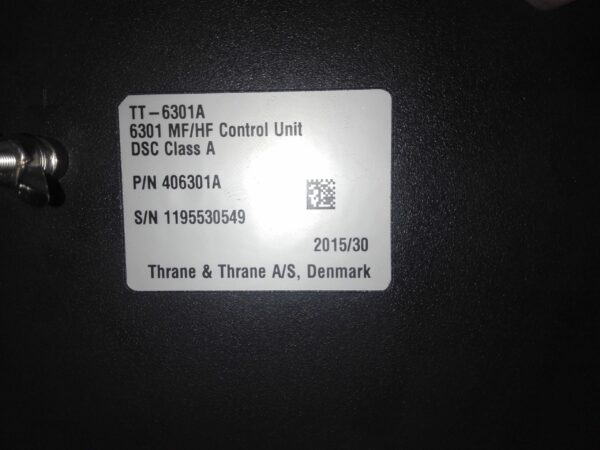 TT-6301A
6301 MF/HF Control Unit
DSC Class A
P/N 406301A
S/N 1195530549
2015/30
Thrane & Thrane A/S, Denmark